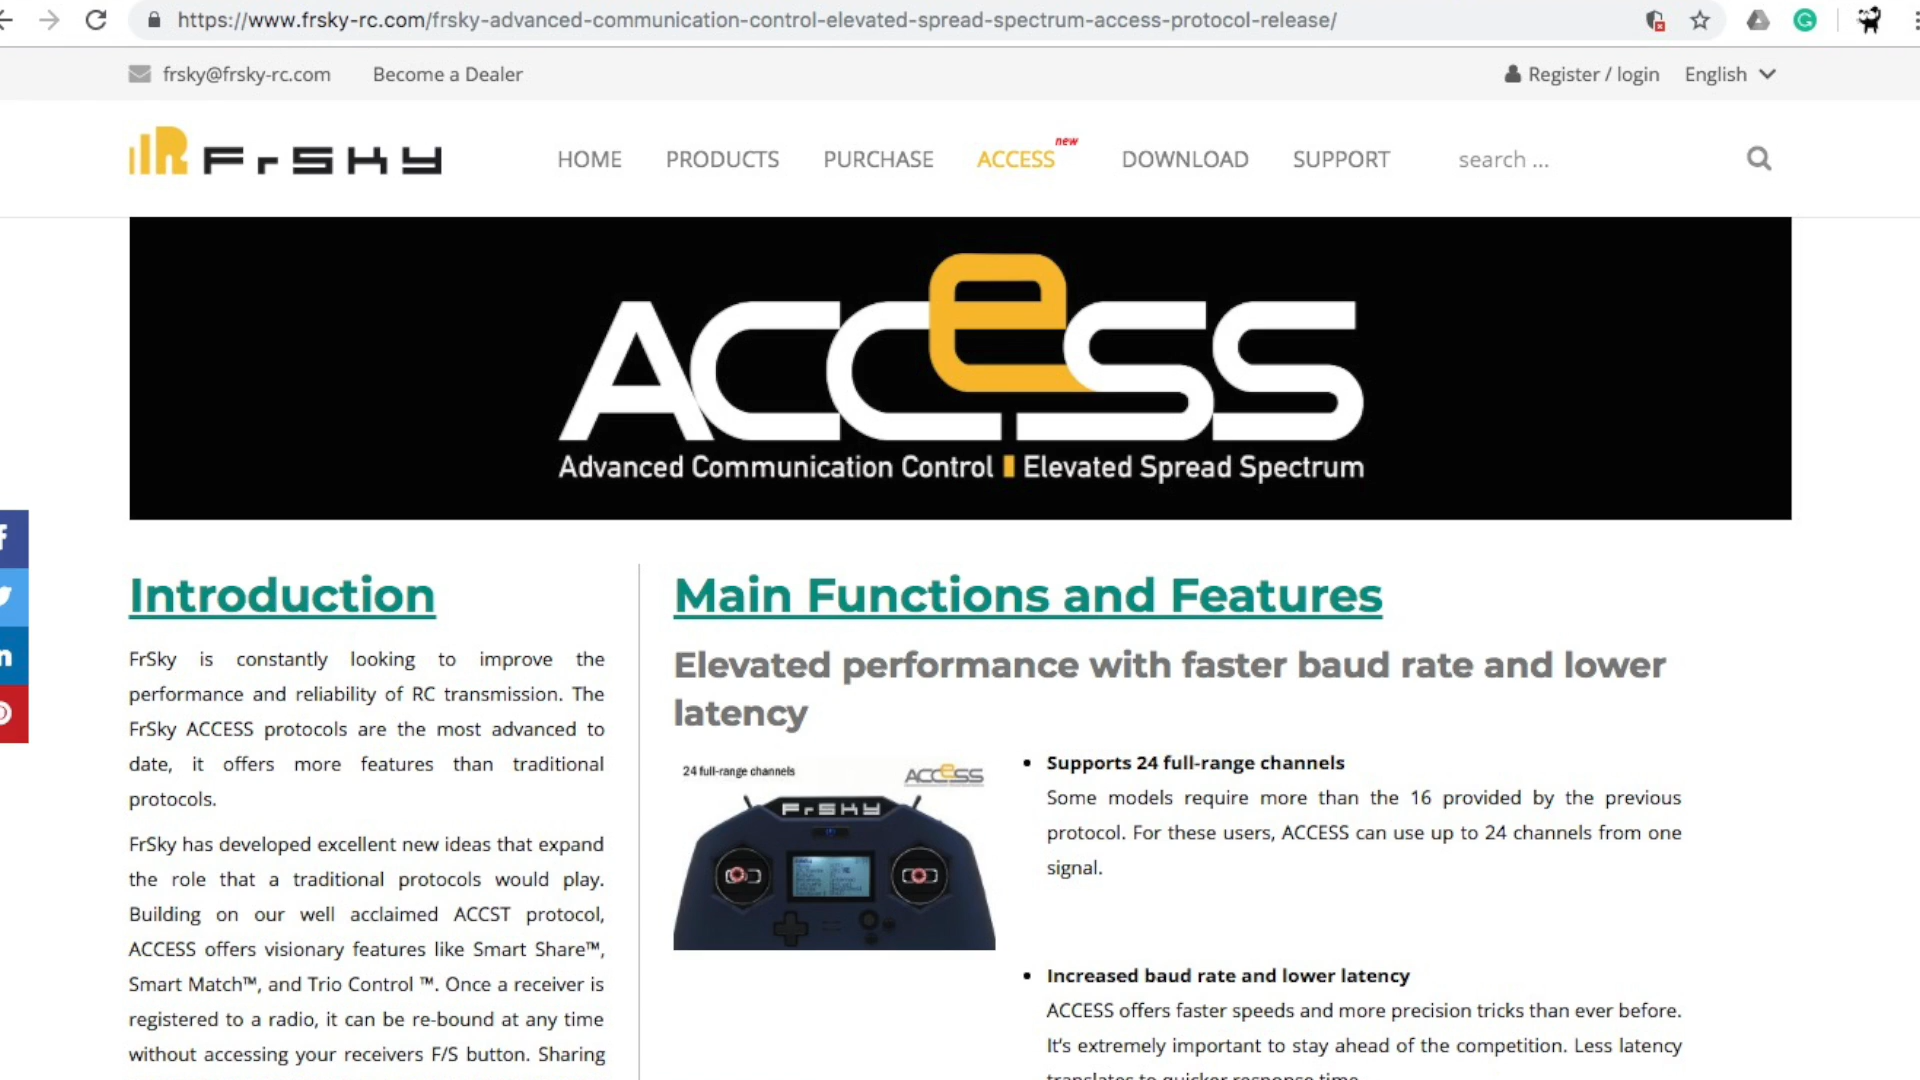 https://www.frsky-rc.com/frsky-advanced-communication-control-elevated-spread-spectrum-access-protocol-release/
frsky@frsky-rc.com Become a Dealer Register / login English
FrSKY HOME PRODUCTS PURCHASE ACCESS new DOWNLOAD SUPPORT search ...
ACCeSS
Advanced Communication Control Elevated Spread Spectrum
Introduction
FrSky is constantly looking to improve the
performance and reliability of RC transmission. The
FrSky ACCESS protocols are the most advanced to
date, it offers more features than traditional
protocols.
FrSky has developed excellent new ideas that expand
the role that a traditional protocols would play.
Building on our well acclaimed ACCST protocol,
ACCESS offers visionary features like Smart Share™,
Smart Match™, and Trio Control ™. Once a receiver is
registered to a radio, it can be re-bound at any time
without accessing your receivers F/S button. Sharing
Main Functions and Features
Elevated performance with faster baud rate and lower
latency
24 full-range channels ACCeSS
FrSKY
• Supports 24 full-range channels
Some models require more than the 16 provided by the previous
protocol. For these users, ACCESS can use up to 24 channels from one
signal.
• Increased baud rate and lower latency
ACCESS offers faster speeds and more precision tricks than ever before.
It's extremely important to stay ahead of the competition. Less latency
translates to quicker response time.